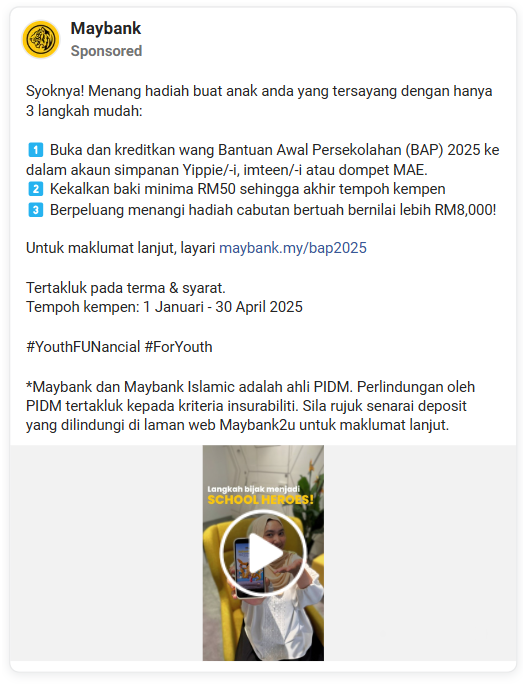 Maybank
Sponsored
Syoknya! Menang hadiah buat anak anda yang tersayang dengan hanya
3 langkah mudah:
1 Buka dan kreditkan wang Bantuan Awal Persekolahan (BAP) 2025 ke
dalam akaun simpanan Yippie/-i, imteen/-i atau dompet MAE.
2 Kekalkan baki minima RM50 sehingga akhir tempoh kempen
3 Berpeluang menangi hadiah cabutan bertuah bernilai lebih RM8,000!
Untuk maklumat lanjut, layari maybank.my/bap2025
Tertakluk pada terma & syarat.
Tempoh kempen: 1 Januari - 30 April 2025
#YouthFUNancial #ForYouth
*Maybank dan Maybank Islamic adalah ahli PIDM. Perlindungan oleh
PIDM tertakluk kepada kriteria insurabiliti. Sila rujuk senarai deposit
yang dilindungi di laman web Maybank2u untuk maklumat lanjut.
Langkah bijak menjadi
SCHOOL HEROES!